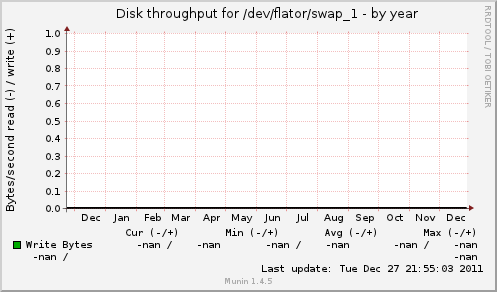 Disk throughput for /dev/flator/swap_1 - by year
RRDTOOL / TOBI OETIKER
Bytes/second read (-) / write (+)
1.0
0.9
0.8
0.7
0.6
0.5
0.4
0.3
0.2
0.1
0.0
Dec Jan Feb Mar Apr May Jun Jul Aug Sep Oct Nov Dec
Cur (-/+) Min (-/+) Avg (-/+) Max (-/+)
Write Bytes -nan / -nan -nan / -nan -nan / -nan
-nan / -nan
Last update: Tue Dec 27 21:55:03 2011
Munin 1.4.5